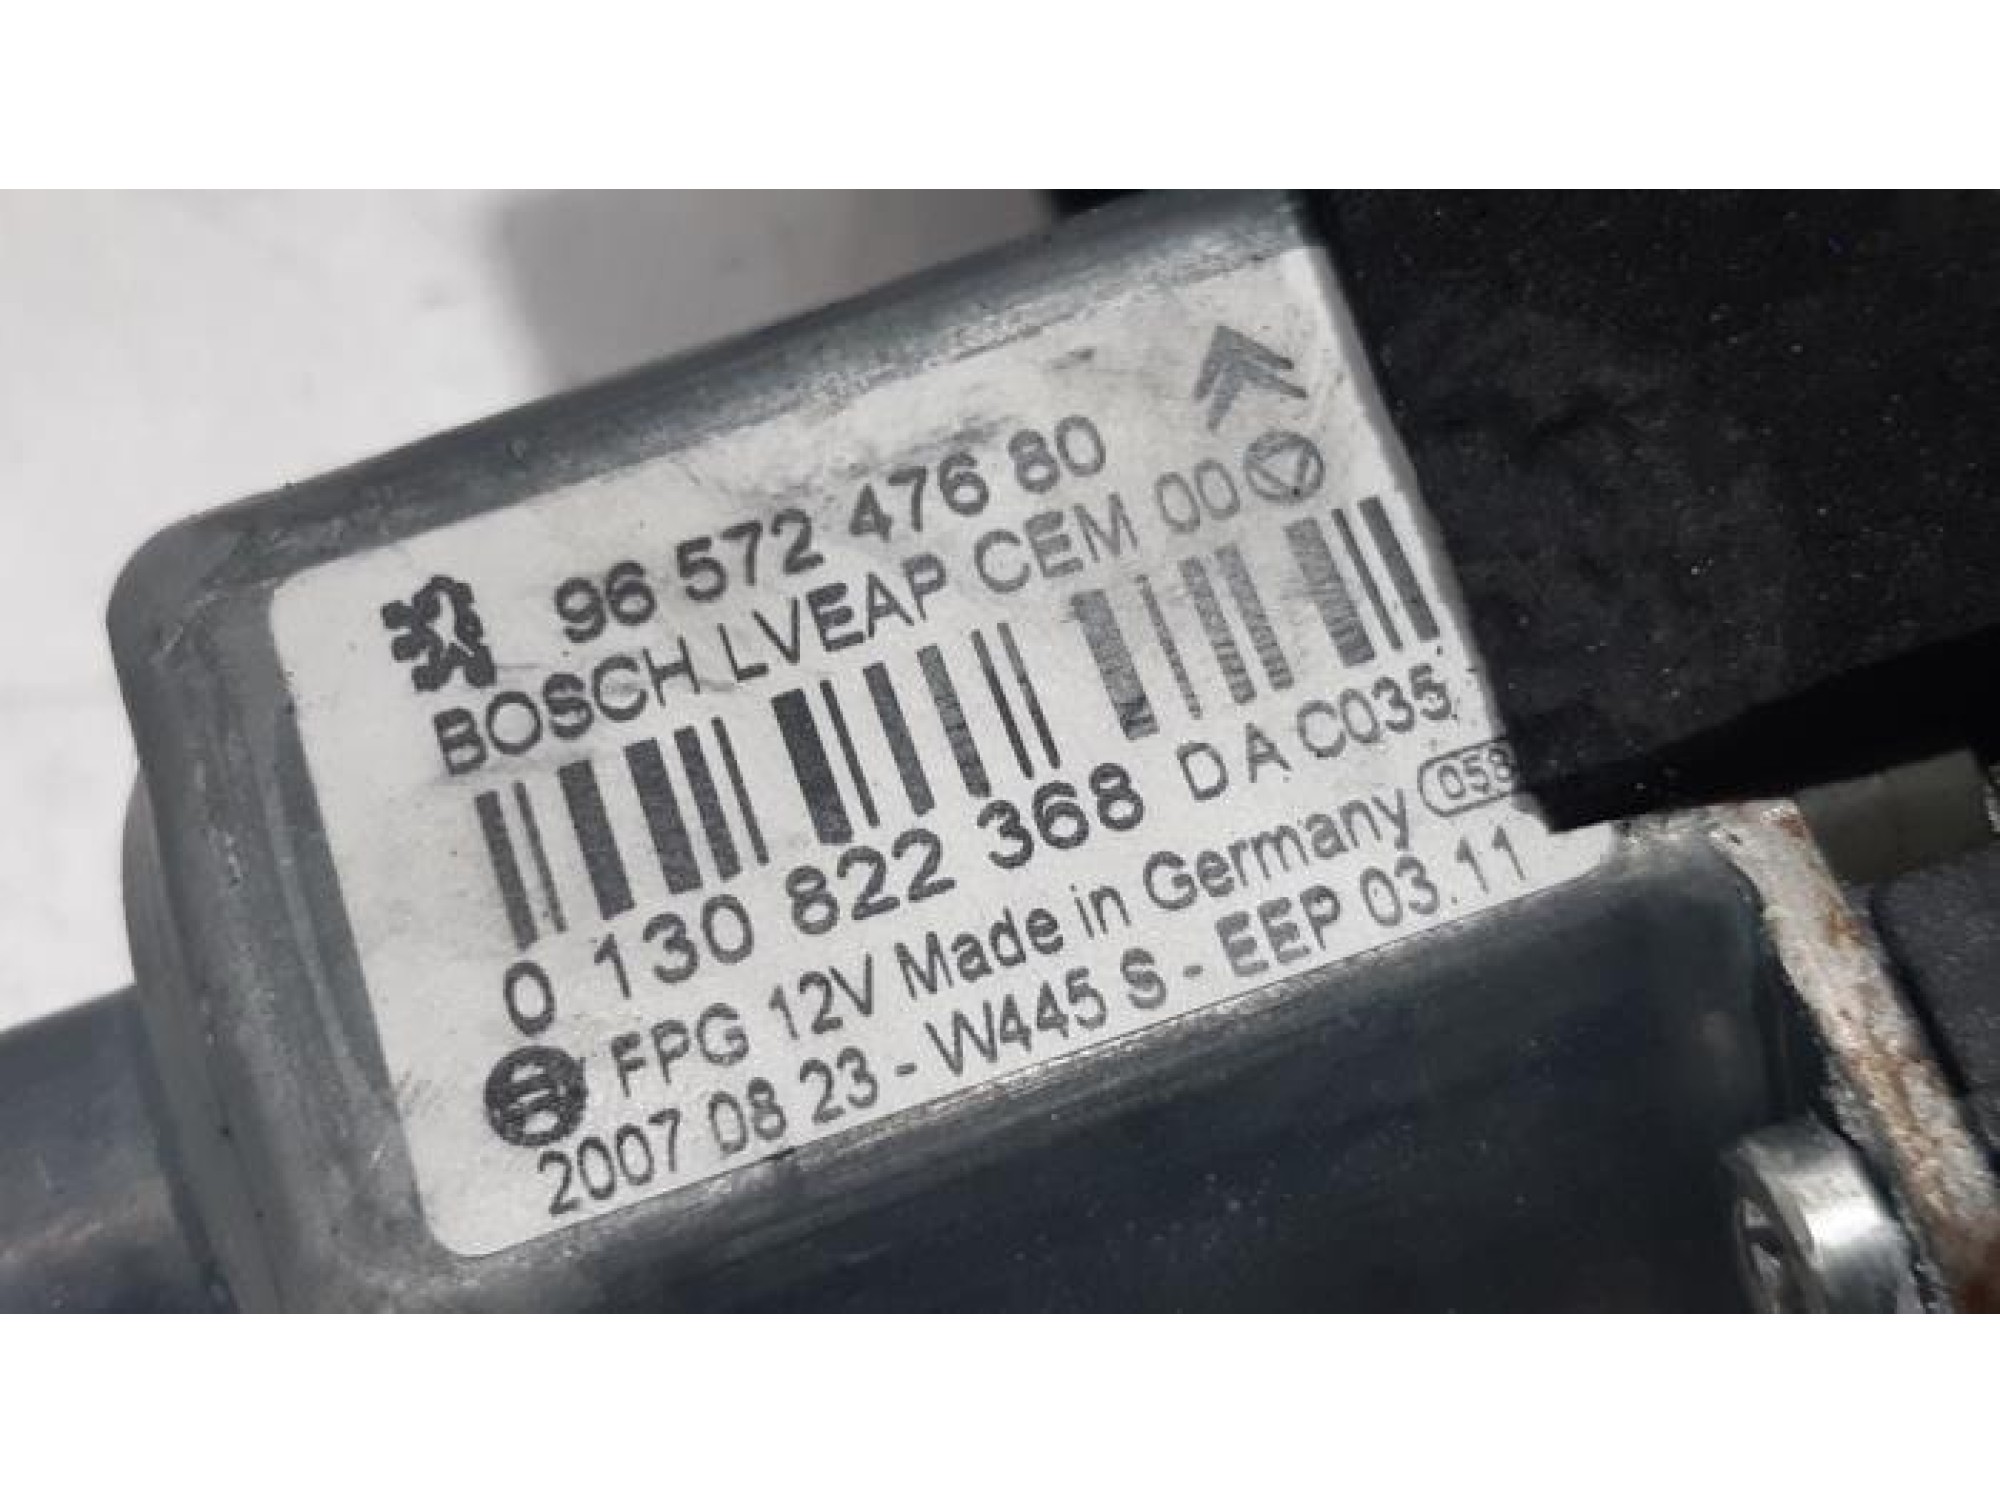 96 572 476 80
BOSCH LVEAP CEM 00
0 130 822 368 D A C035
FPG 12V Made in Germany 058
2007 08 23 - W445 S - EEP 03.11